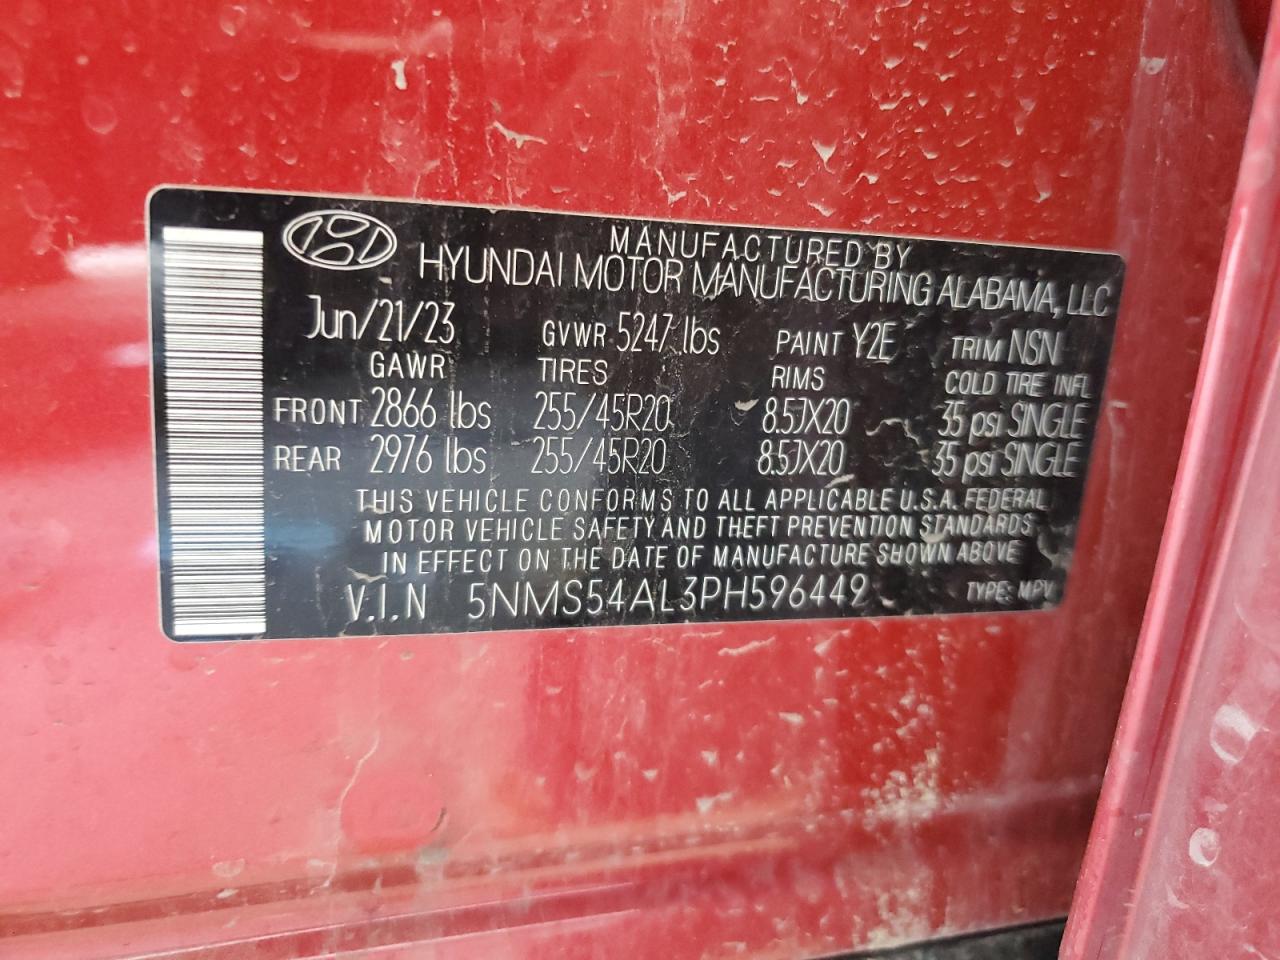 MANUFACTURED BY
HYUNDAI MOTOR MANUFACTURING ALABAMA, LLC
Jun/21/23 GVWR 5247 lbs PAINT Y2E TRIM NSN
GAWR TIRES RIMS COLD TIRE INFL
FRONT 2866 lbs 255/45R20 8.5JX20 35 psi SINGLE
REAR 2976 lbs 255/45R20 8.5JX20 35 psi SINGLE
THIS VEHICLE CONFORMS TO ALL APPLICABLE U.S.A. FEDERAL
MOTOR VEHICLE SAFETY AND THEFT PREVENTION STANDARDS
IN EFFECT ON THE DATE OF MANUFACTURE SHOWN ABOVE
V.I.N 5NMS54AL3PH596449 TYPE: MPV